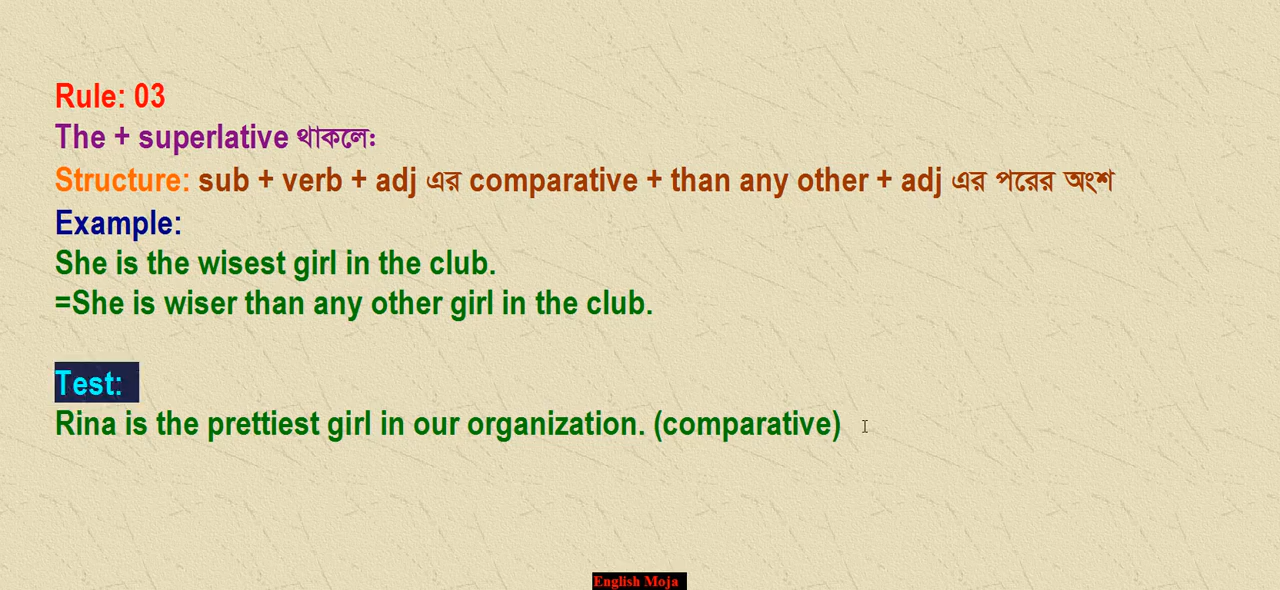 Rule: 03
The + superlative থাকলে:
Structure: sub + verb + adj এর comparative + than any other + adj এর পরের অংশ
Example:
She is the wisest girl in the club.
=She is wiser than any other girl in the club.
Test:
Rina is the prettiest girl in our organization. (comparative)
English Moja